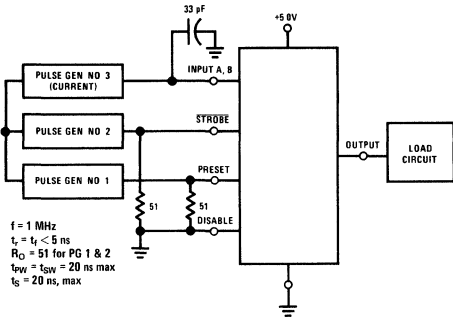 33 pF
+5 0V
PULSE GEN NO 3
(CURRENT)
INPUT A, B
PULSE GEN NO 2
STROBE
OUTPUT
LOAD
CIRCUIT
PULSE GEN NO 1
PRESET
51
51
DISABLE
f = 1 MHz
tr = tf < 5 ns
RO = 51 for PG 1 & 2
tPW = tSW = 20 ns max
tS = 20 ns, max